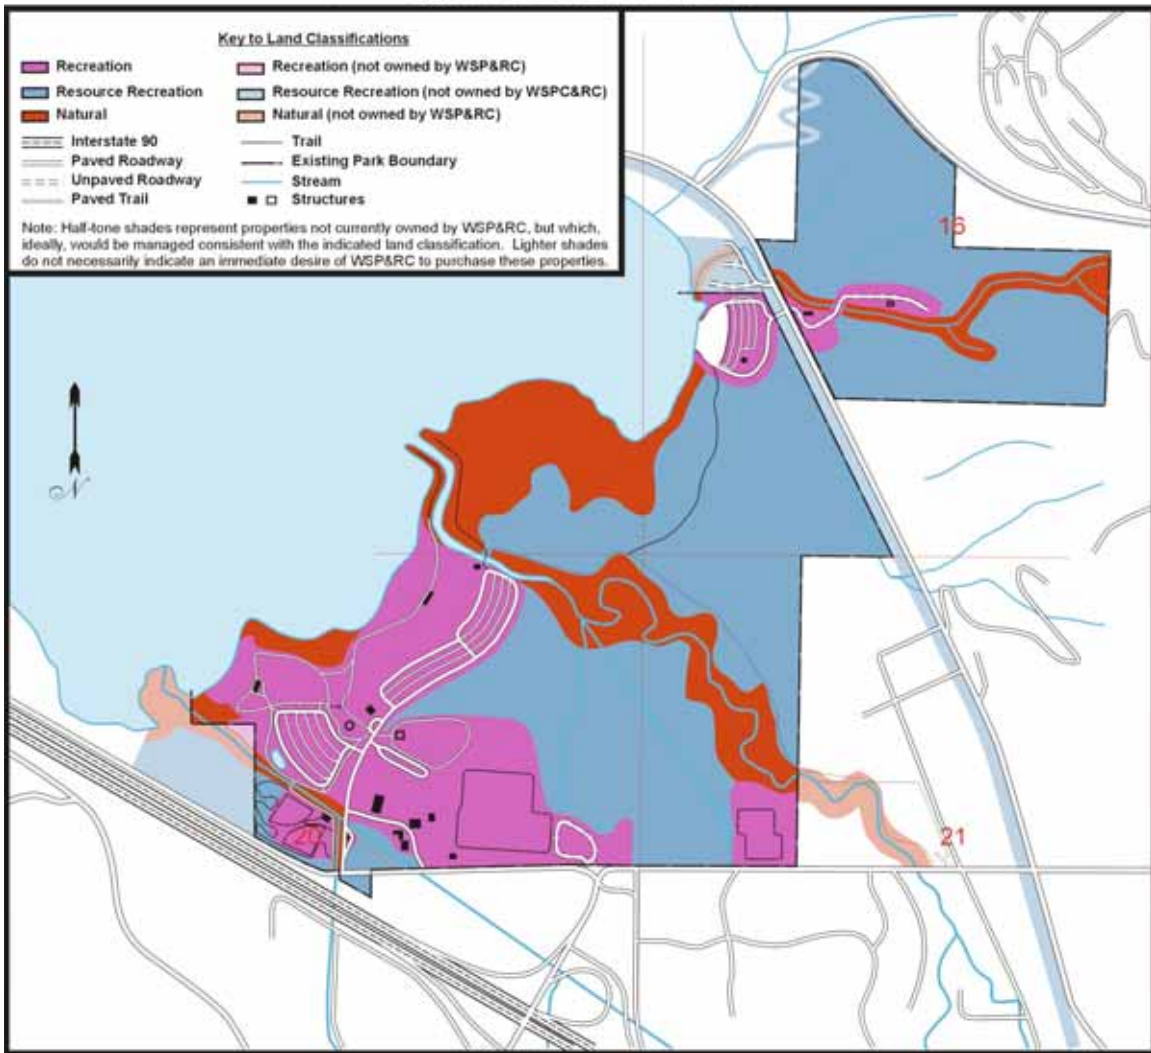 Key to Land Classifications
Recreation
Recreation (not owned by WSP&RC)
Resource Recreation
Resource Recreation (not owned by WSPC&RC)
Natural
Natural (not owned by WSP&RC)
Interstate 90
Trail
Paved Roadway
Existing Park Boundary
Unpaved Roadway
Stream
Paved Trail
Structures
Note: Half-tone shades represent properties not currently owned by WSP&RC, but which,
ideally, would be managed consistent with the indicated land classification. Lighter shades
do not necessarily indicate an immediate desire of WSP&RC to purchase these properties.
16
N
21